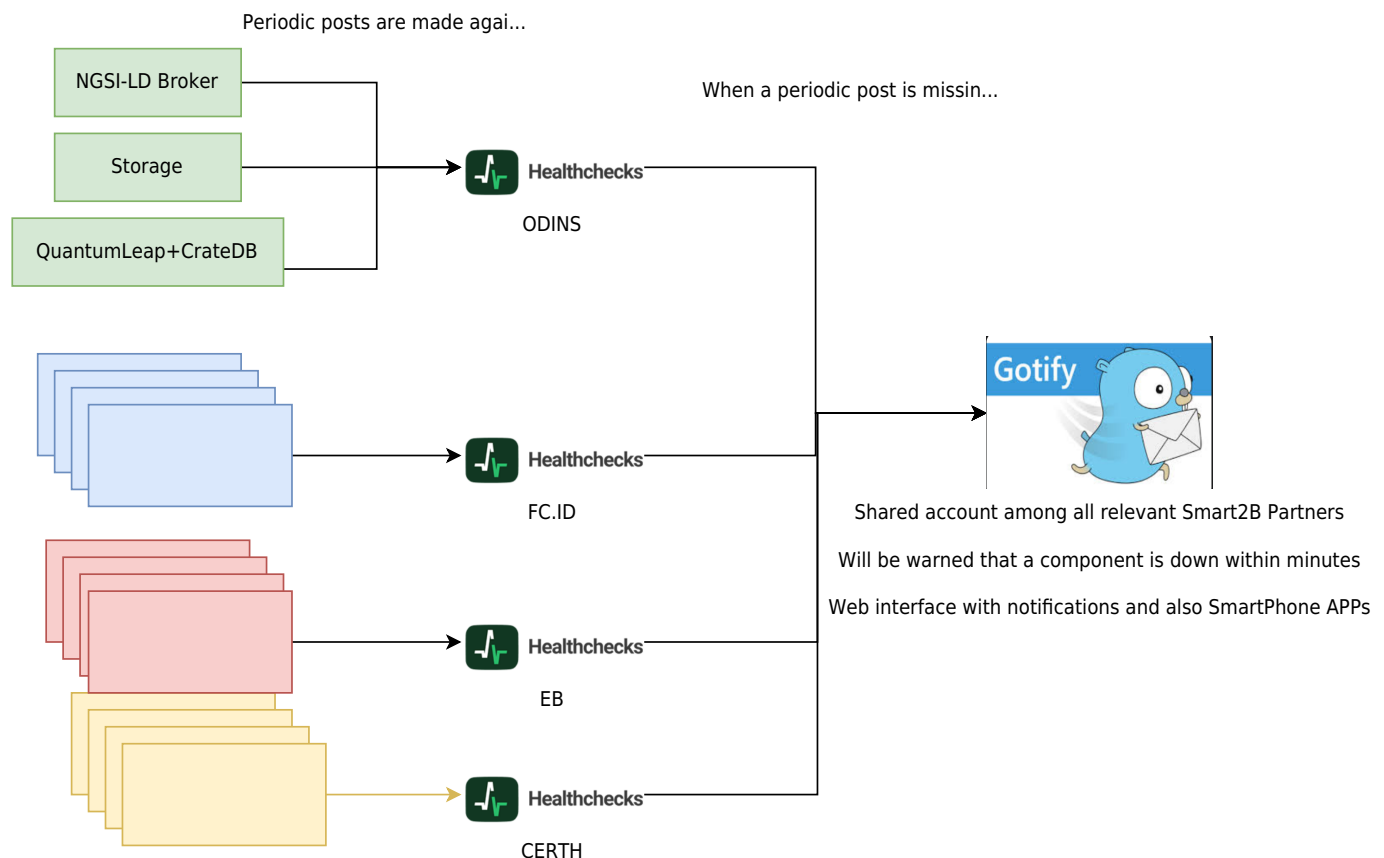 Periodic posts are made agai...
NGSI-LD Broker
When a periodic post is missin...
Storage
Healthchecks
ODINS
QuantumLeap+CrateDB
Gotify
Healthchecks
FC.ID
Shared account among all relevant Smart2B Partners
Will be warned that a component is down within minutes
Web interface with notifications and also SmartPhone APPs
Healthchecks
EB
Healthchecks
CERTH